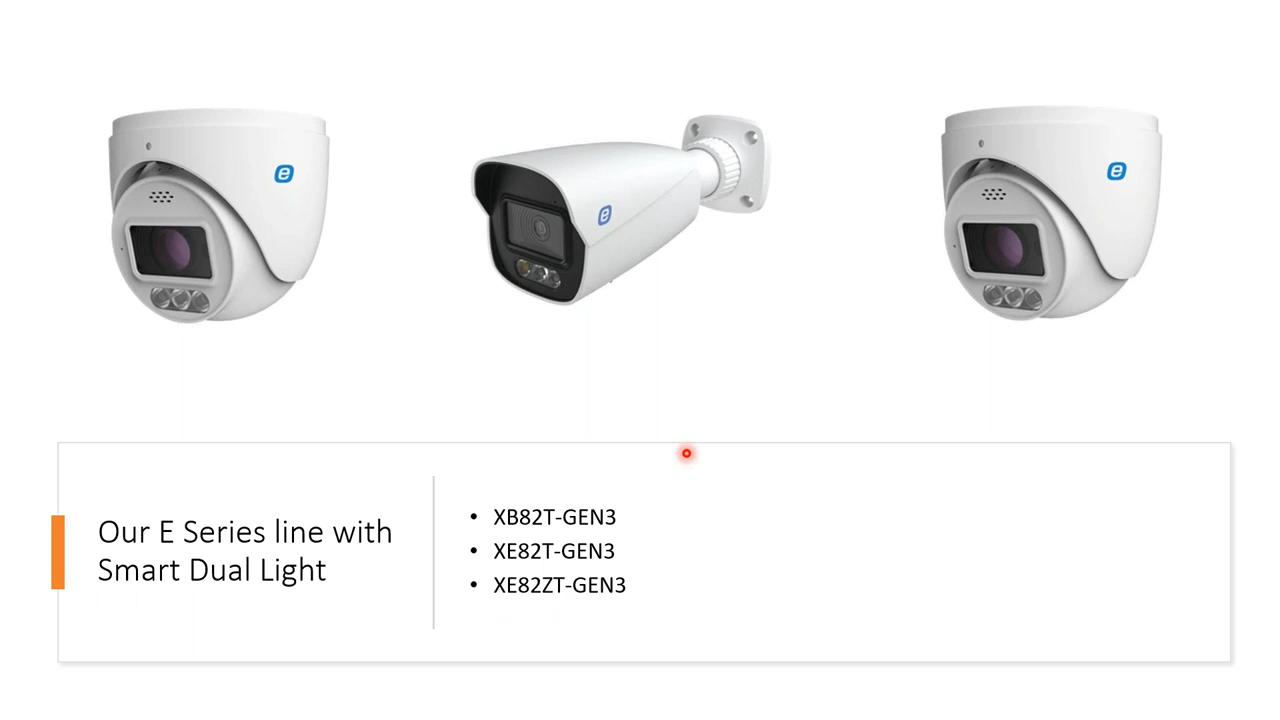 e
e
e
Our E Series line with
Smart Dual Light
• XB82T-GEN3
• XE82T-GEN3
• XE82ZT-GEN3